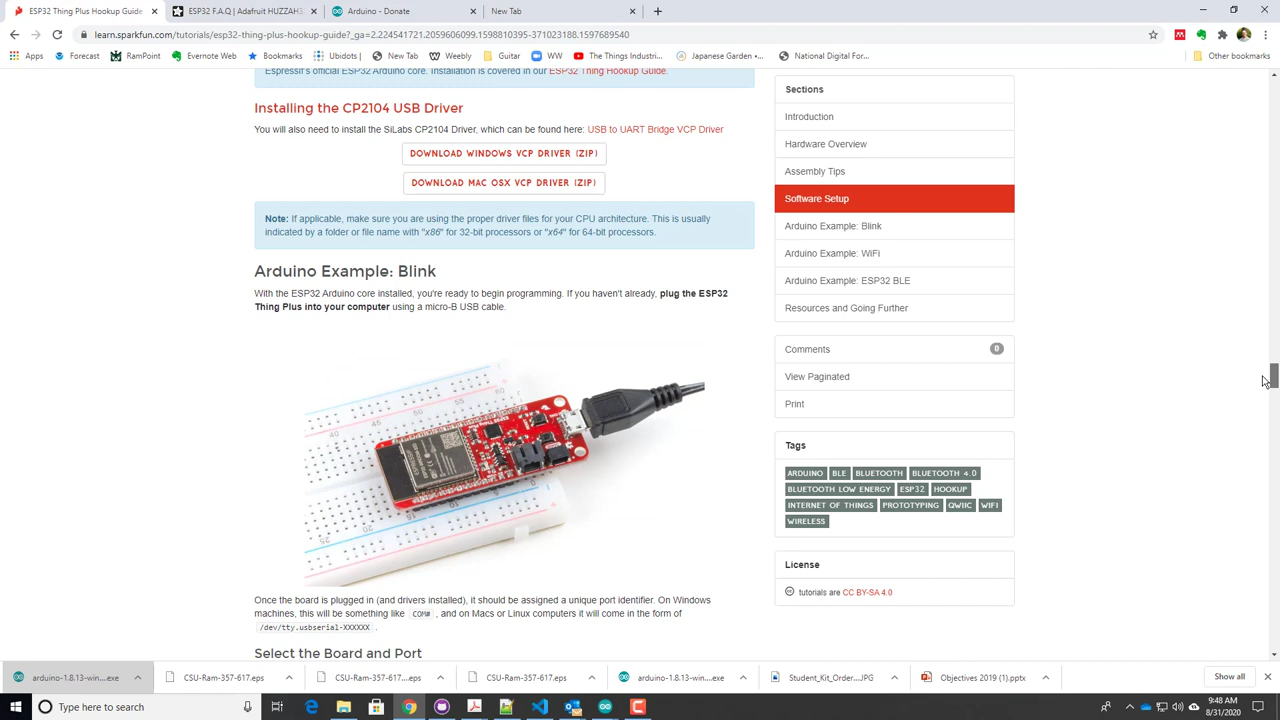 ESP32 Thing Plus Hookup Guide
ESP32 F.A.Q | Adafruit HUZZAH3
Arduino - Donate
New Tab
learn.sparkfun.com/tutorials/esp32-thing-plus-hookup-guide?_ga=2.224541721.2059606099.1598810395-371023188.1597689540
Apps
Forecast
RamPoint
Evernote Web
Bookmarks
Ubidots |
New Tab
Weebly
Guitar
WW
The Things Industri...
Japanese Garden •...
National Digital For...
Other bookmarks
Espressif's official ESP32 Arduino core. Installation is covered in our ESP32 Thing Hookup Guide.
Installing the CP2104 USB Driver
You will also need to install the SiLabs CP2104 Driver, which can be found here: USB to UART Bridge VCP Driver
DOWNLOAD WINDOWS VCP DRIVER (ZIP)
DOWNLOAD MAC OSX VCP DRIVER (ZIP)
Note: If applicable, make sure you are using the proper driver files for your CPU architecture. This is usually
indicated by a folder or file name with "x86" for 32-bit processors or "x64" for 64-bit processors.
Arduino Example: Blink
With the ESP32 Arduino core installed, you're ready to begin programming. If you haven't already, plug the ESP32
Thing Plus into your computer using a micro-B USB cable.
Once the board is plugged in (and drivers installed), it should be assigned a unique port identifier. On Windows
machines, this will be something like COM# , and on Macs or Linux computers it will come in the form of
/dev/tty.usbserial-XXXXXX .
Select the Board and Port
Sections
Introduction
Hardware Overview
Assembly Tips
Software Setup
Arduino Example: Blink
Arduino Example: WiFi
Arduino Example: ESP32 BLE
Resources and Going Further
Comments 0
View Paginated
Print
Tags
ARDUINO BLE BLUETOOTH BLUETOOTH 4.0
BLUETOOTH LOW ENERGY ESP32 HOOKUP
INTERNET OF THINGS PROTOTYPING QWIIC WIFI
WIRELESS
License
tutorials are CC BY-SA 4.0
arduino-1.8.13-win....exe
CSU-Ram-357-617.eps
CSU-Ram-357-617....eps
CSU-Ram-357-617....eps
arduino-1.8.13-win....exe
Student_Kit_Order....JPG
Objectives 2019 (1).pptx
Show all
Type here to search
9:48 AM
8/31/2020